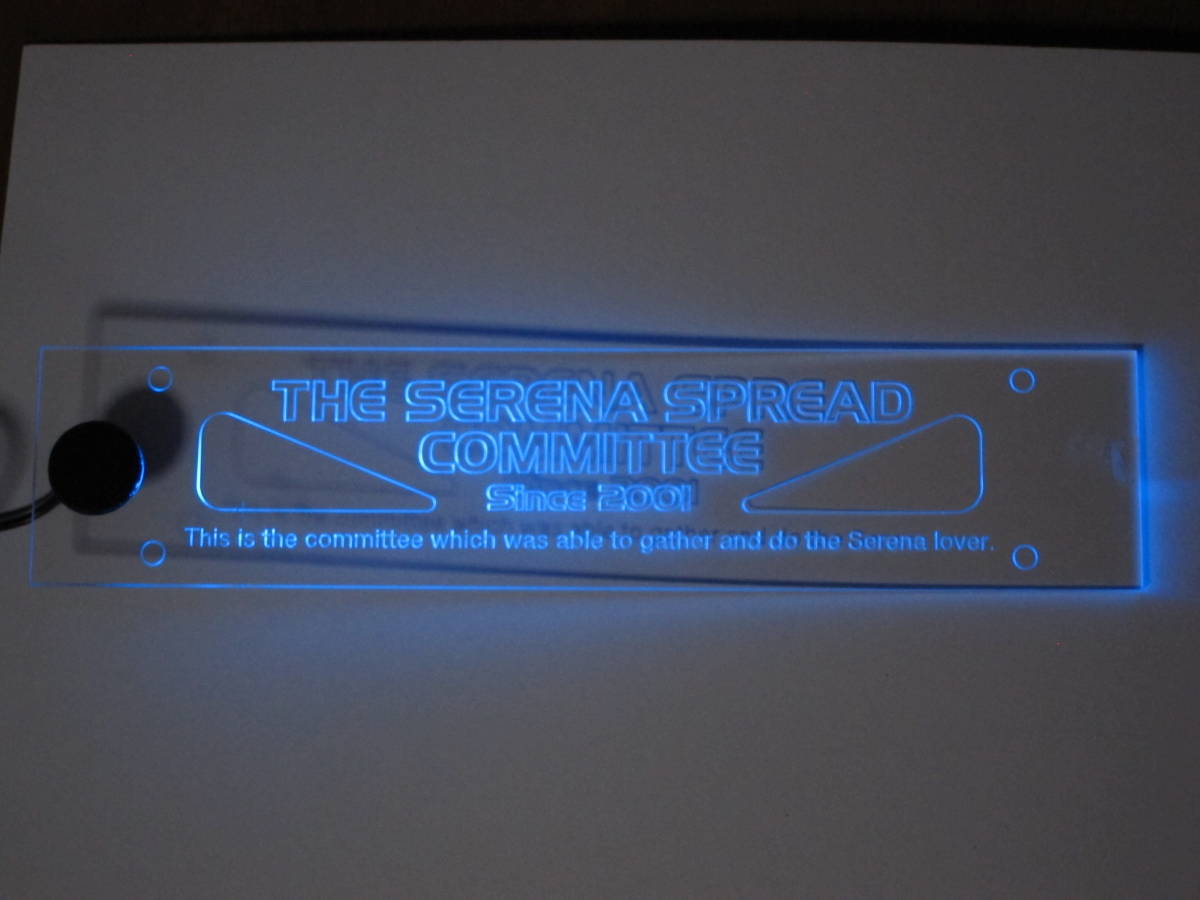 THE SERENA SPREAD
COMMITTEE
Since 2001
This is the committee which was able to gather and do the Serena lover.